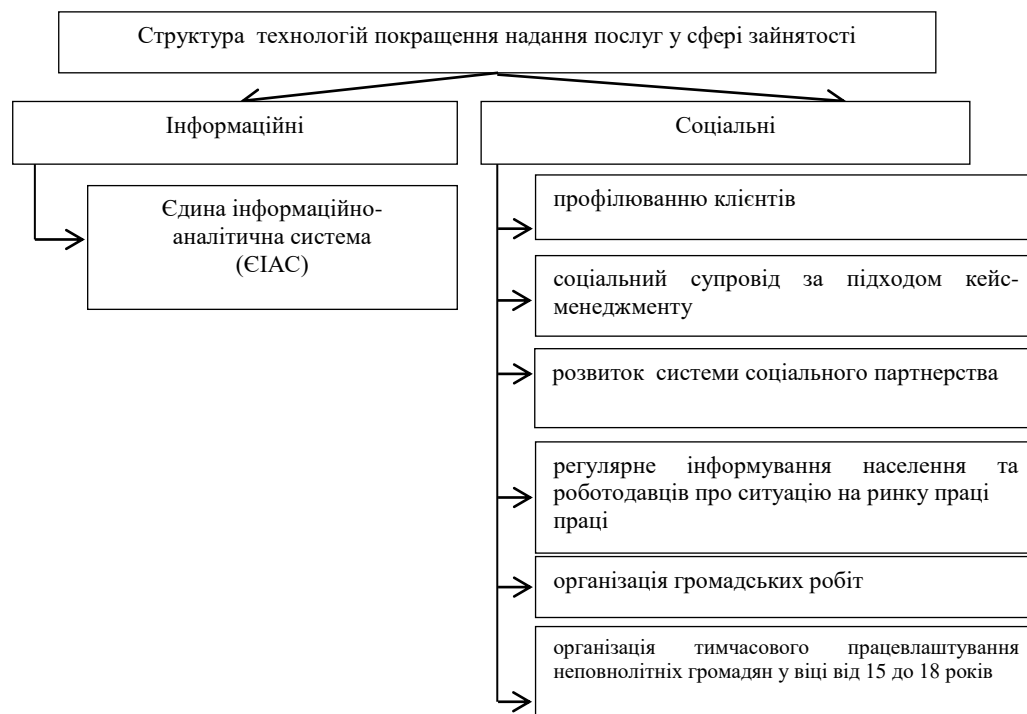 Структура технологій покращення надання послуг у сфері зайнятості
Інформаційні
Соціальні
Єдина інформаційно-
аналітична система
(ЄІАС)
профілюванню клієнтів
соціальний супровід за підходом кейс-
менеджменту
розвиток системи соціального партнерства
регулярне інформування населення та
роботодавців про ситуацію на ринку праці
праці
організація громадських робіт
організація тимчасового працевлаштування
неповнолітніх громадян у віці від 15 до 18 років